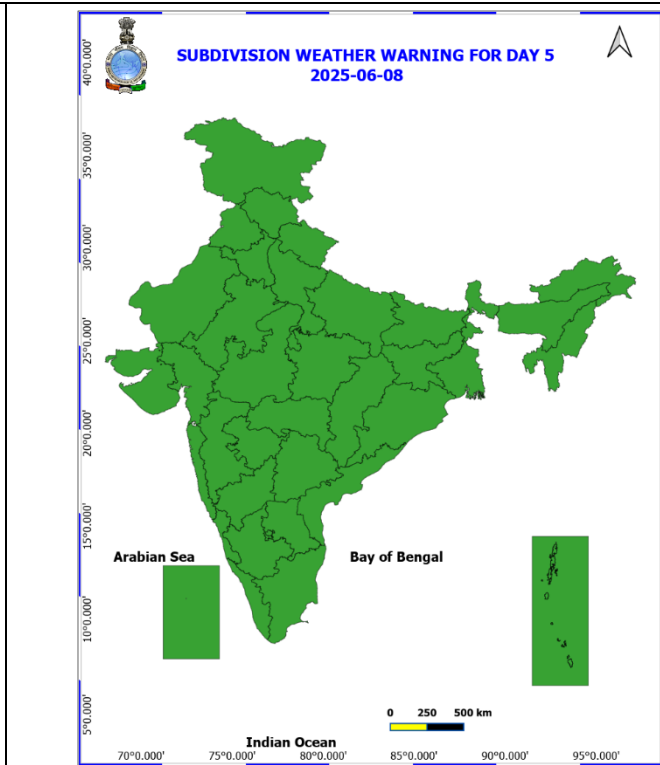 SUBDIVISION WEATHER WARNING FOR DAY 5
2025-06-08
40°0.000'
35°0.000'
30°0.000'
25°0.000'
20°0.000'
15°0.000'
10°0.000'
5°0.000'
Arabian Sea
Bay of Bengal
0 250 500 km
Indian Ocean
70°0.000' 75°0.000' 80°0.000' 85°0.000' 90°0.000' 95°0.000'